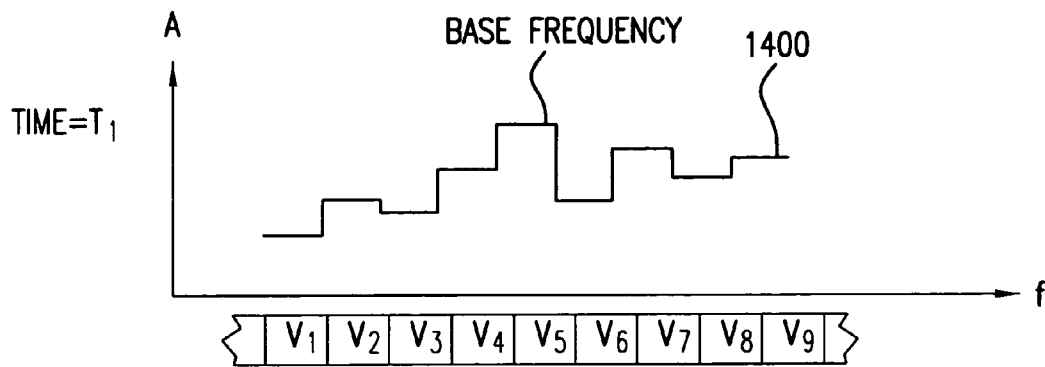 A
BASE FREQUENCY
1400
TIME=T₁
f
V₁ V₂ V₃ V₄ V₅ V₆ V₇ V₈ V₉